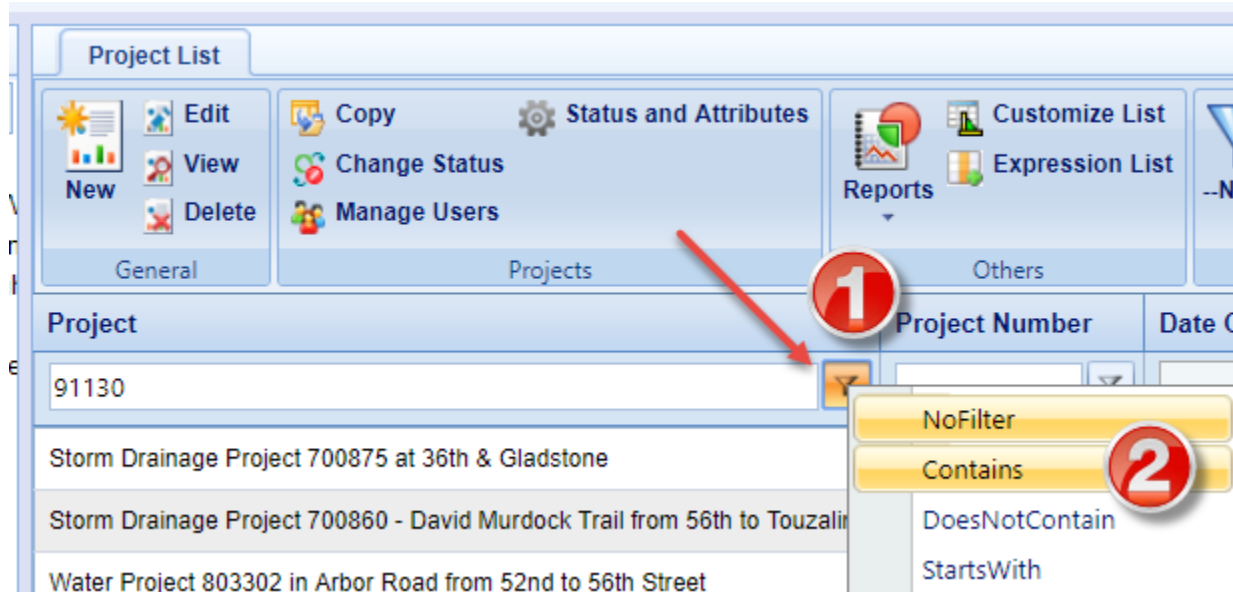 Project List
Edit
View
Delete
New
General
Copy
Status and Attributes
Change Status
Manage Users
Projects
Reports
Customize List
Expression List
Others
--N
Project
Project Number
Date
1
91130
NoFilter
Contains
2
DoesNotContain
StartsWith
Storm Drainage Project 700875 at 36th & Gladstone
Storm Drainage Project 700860 - David Murdock Trail from 56th to
Water Project 803302 in Arbor Road from 52nd to 56th Street